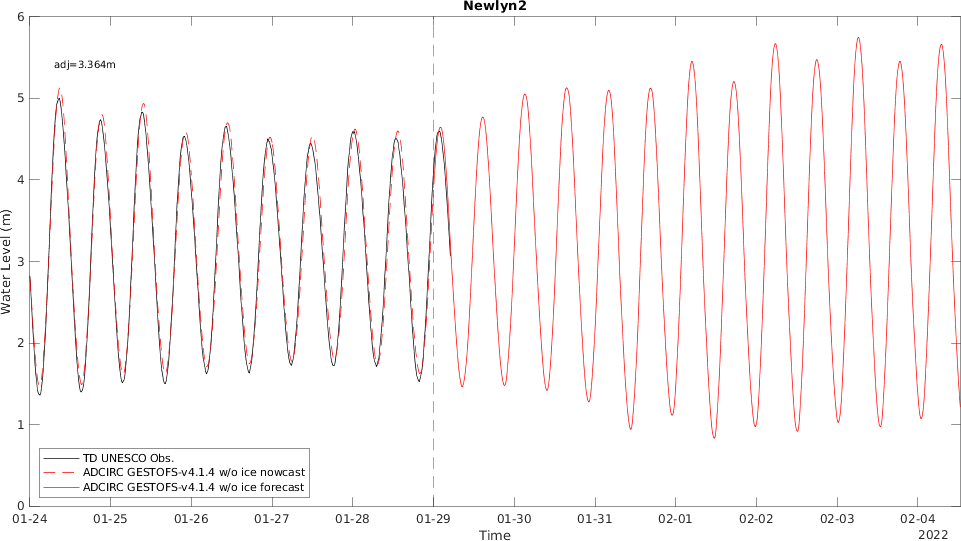 Newlyn2
adj=3.364m
Water Level (m)
6
5
4
3
2
1
0
TD UNESCO Obs.
ADCIRC GESTOFS-v4.1.4 w/o ice nowcast
ADCIRC GESTOFS-v4.1.4 w/o ice forecast
01-24 01-25 01-26 01-27 01-28 01-29 01-30 01-31 02-01 02-02 02-03 02-04
Time
2022